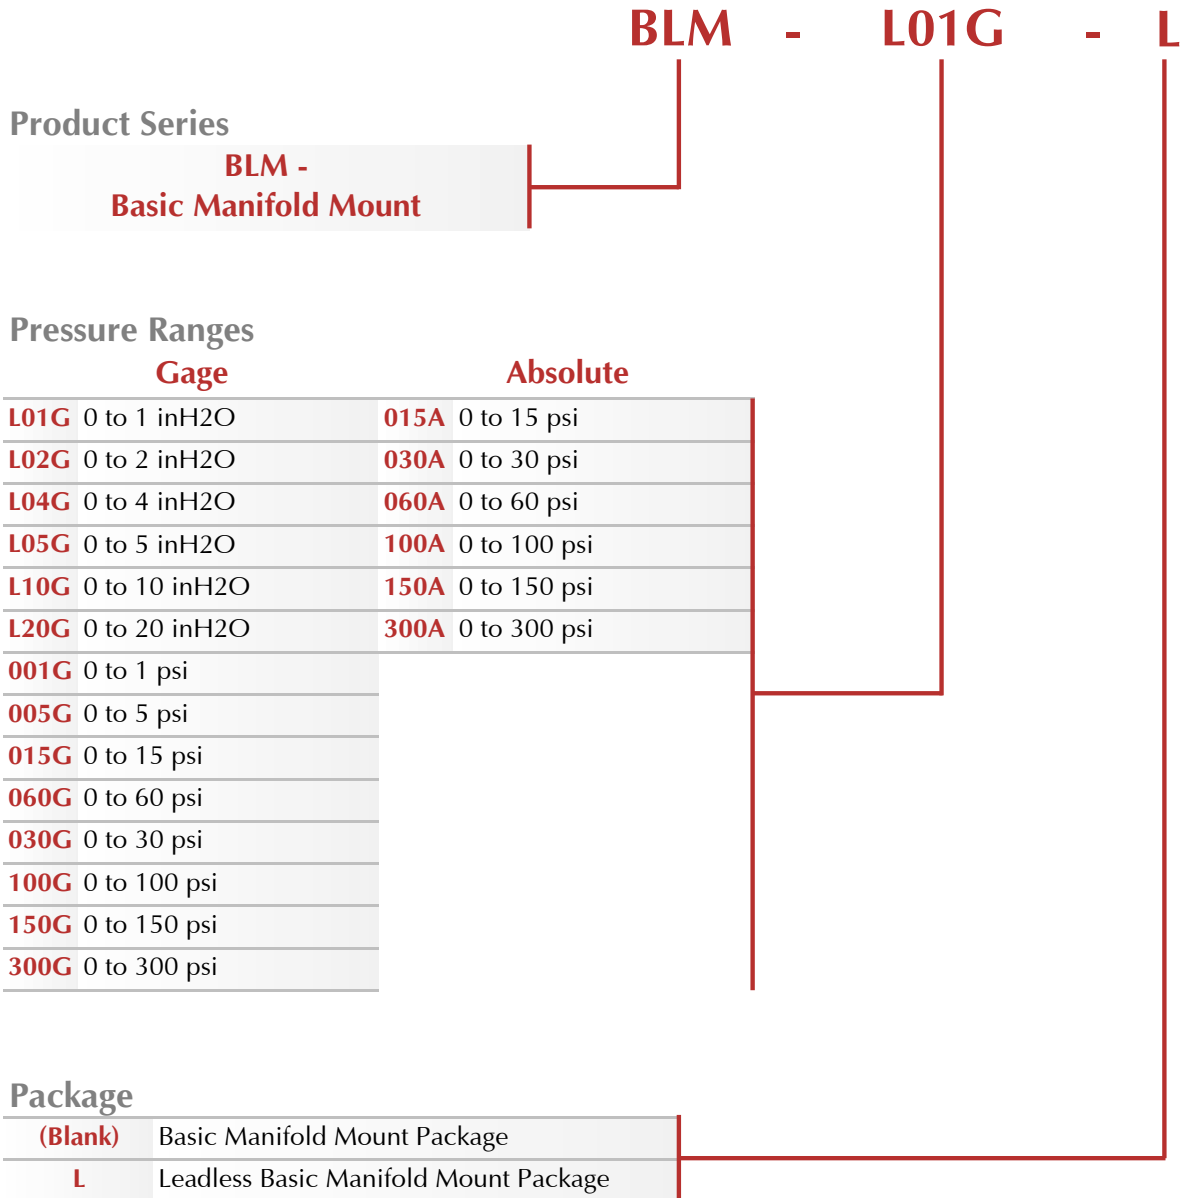 BLM - L01G - L
Product Series
BLM -
Basic Manifold Mount
Pressure Ranges
Gage Absolute
L01G 0 to 1 inH2O 015A 0 to 15 psi
L02G 0 to 2 inH2O 030A 0 to 30 psi
L04G 0 to 4 inH2O 060A 0 to 60 psi
L05G 0 to 5 inH2O 100A 0 to 100 psi
L10G 0 to 10 inH2O 150A 0 to 150 psi
L20G 0 to 20 inH2O 300A 0 to 300 psi
001G 0 to 1 psi
005G 0 to 5 psi
015G 0 to 15 psi
060G 0 to 60 psi
030G 0 to 30 psi
100G 0 to 100 psi
150G 0 to 150 psi
300G 0 to 300 psi
Package
(Blank) Basic Manifold Mount Package
L Leadless Basic Manifold Mount Package